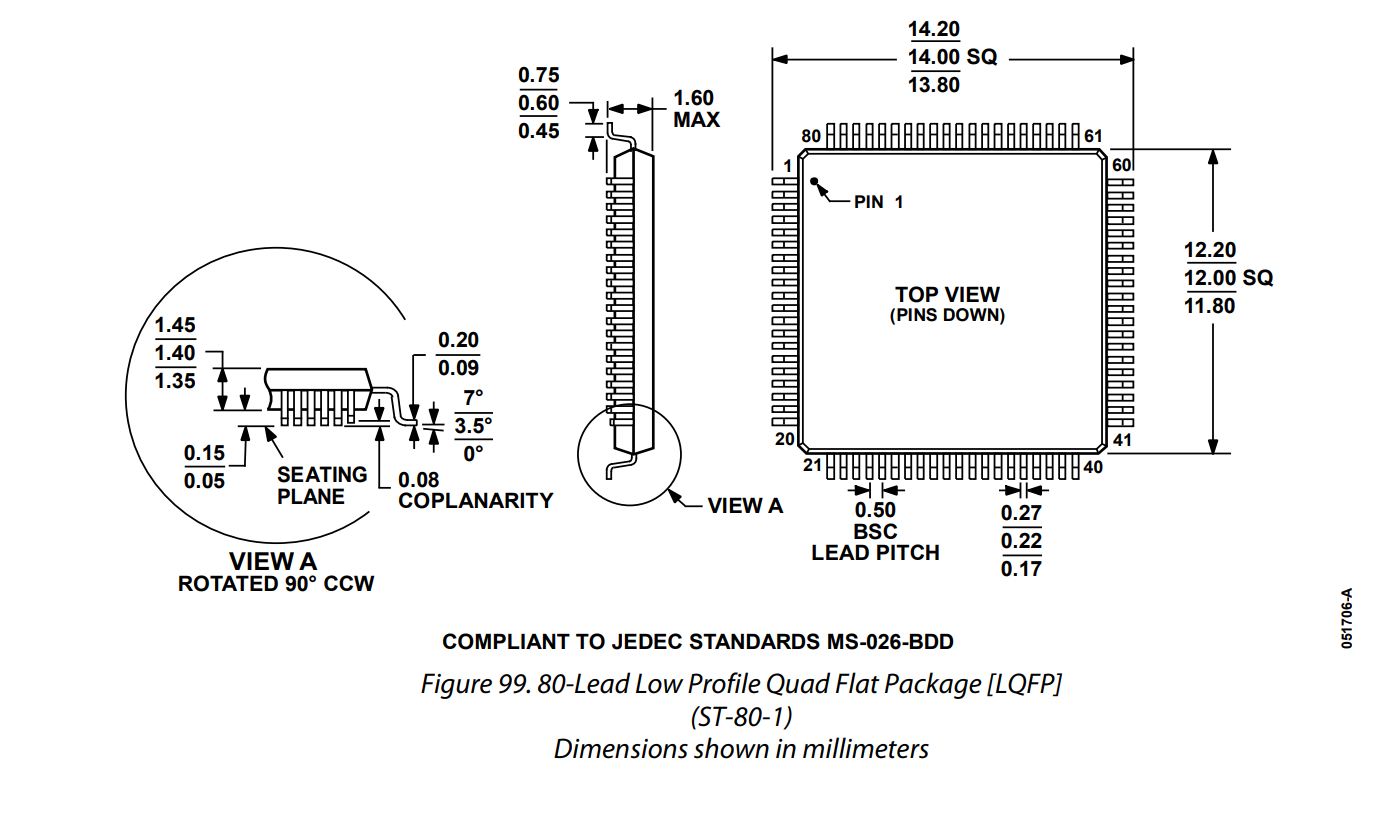 14.20
14.00 SQ
13.80
0.75
0.60
0.45
1.60
MAX
80
61
1
60
PIN 1
12.20
12.00 SQ
11.80
TOP VIEW
(PINS DOWN)
1.45
1.40
1.35
0.20
0.09
7°
3.5°
0°
0.15
0.05
SEATING
PLANE
0.08
COPLANARITY
20
41
21
40
VIEW A
0.50
BSC
LEAD PITCH
0.27
0.22
0.17
VIEW A
ROTATED 90° CCW
051706-A
COMPLIANT TO JEDEC STANDARDS MS-026-BDD
Figure 99. 80-Lead Low Profile Quad Flat Package [LQFP]
(ST-80-1)
Dimensions shown in millimeters